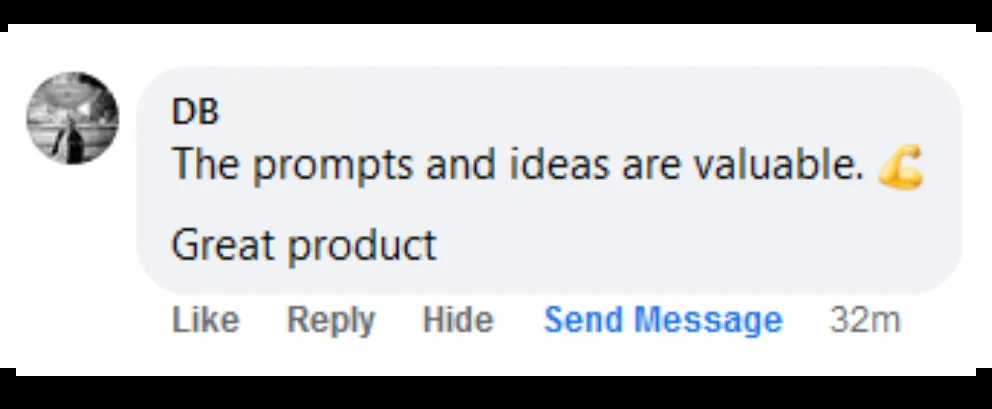 DB
The prompts and ideas are valuable. 💪
Great product
Like Reply Hide Send Message 32m